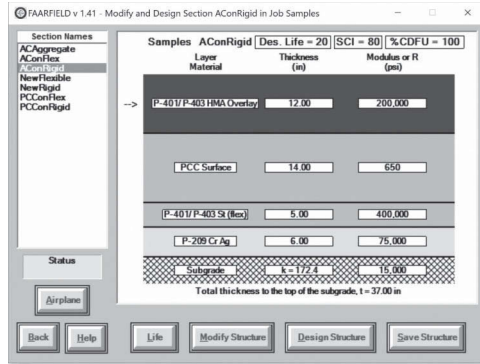 FAARFIELD v 1.41 - Modify and Design Section AConRigid in Job Samples
Section Names
ACAggregate
AConFlex
AConRigid
NewFlexible
NewRigid
PCConFlex
PCConRigid
Status
Airplane
Back
Help
Samples AConRigid Des. Life = 20 SCI = 80 %CDFU = 100
Layer Material
Thickness (in)
Modulus or R (psi)
--> P-401/ P-403 HMA Overlay 12.00 200,000
PCC Surface 14.00 650
P-401/ P-403 St (flex) 5.00 400,000
P-209 Cr Ag 6.00 75,000
Subgrade k = 172.4 15,000
Total thickness to the top of the subgrade, t = 37.00 in
Life
Modify Structure
Design Structure
Save Structure